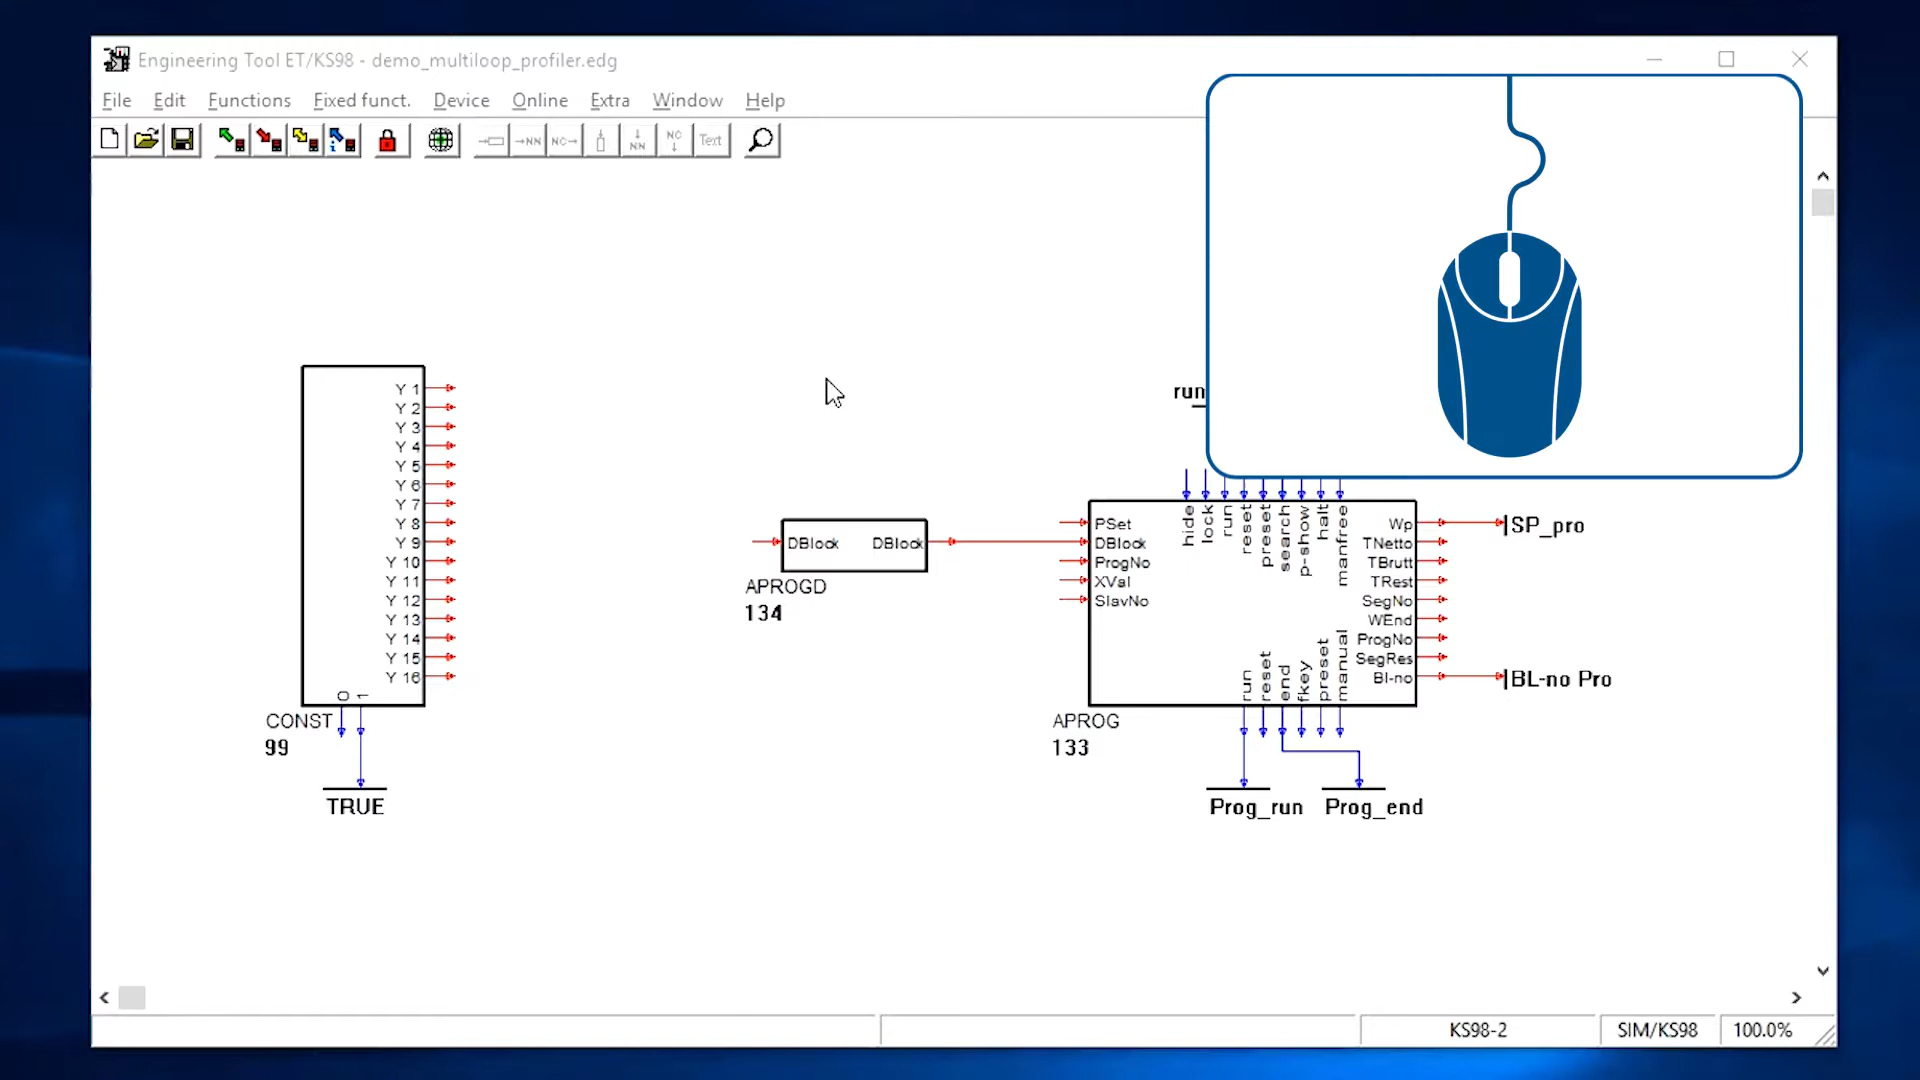 Engineering Tool ET/KS98 - demo_multiloop_profiler.edg
File Edit Functions Fixed funct. Device Online Extra Window Help
→NN NC→ NN NC Text
run
Y 1
Y 2
Y 3
Y 4
Y 5
Y 6
Y 7
Y 8
Y 9
Y 10
Y 11
Y 12
Y 13
Y 14
Y 15
Y 16
0 1
CONST
99
TRUE
DBlock DBlock
APROGD
134
hide lock run reset preset search p-show halt manfree
PSet
DBlock
ProgNo
XVal
SlavNo
Wp
TNetto
TBrutt
TRest
SegNo
WEnd
ProgNo
SegRes
Bl-no
run reset end fkey preset manual
SP_pro
BL-no Pro
APROG
133
Prog_run Prog_end
KS98-2 SIM/KS98 100.0%